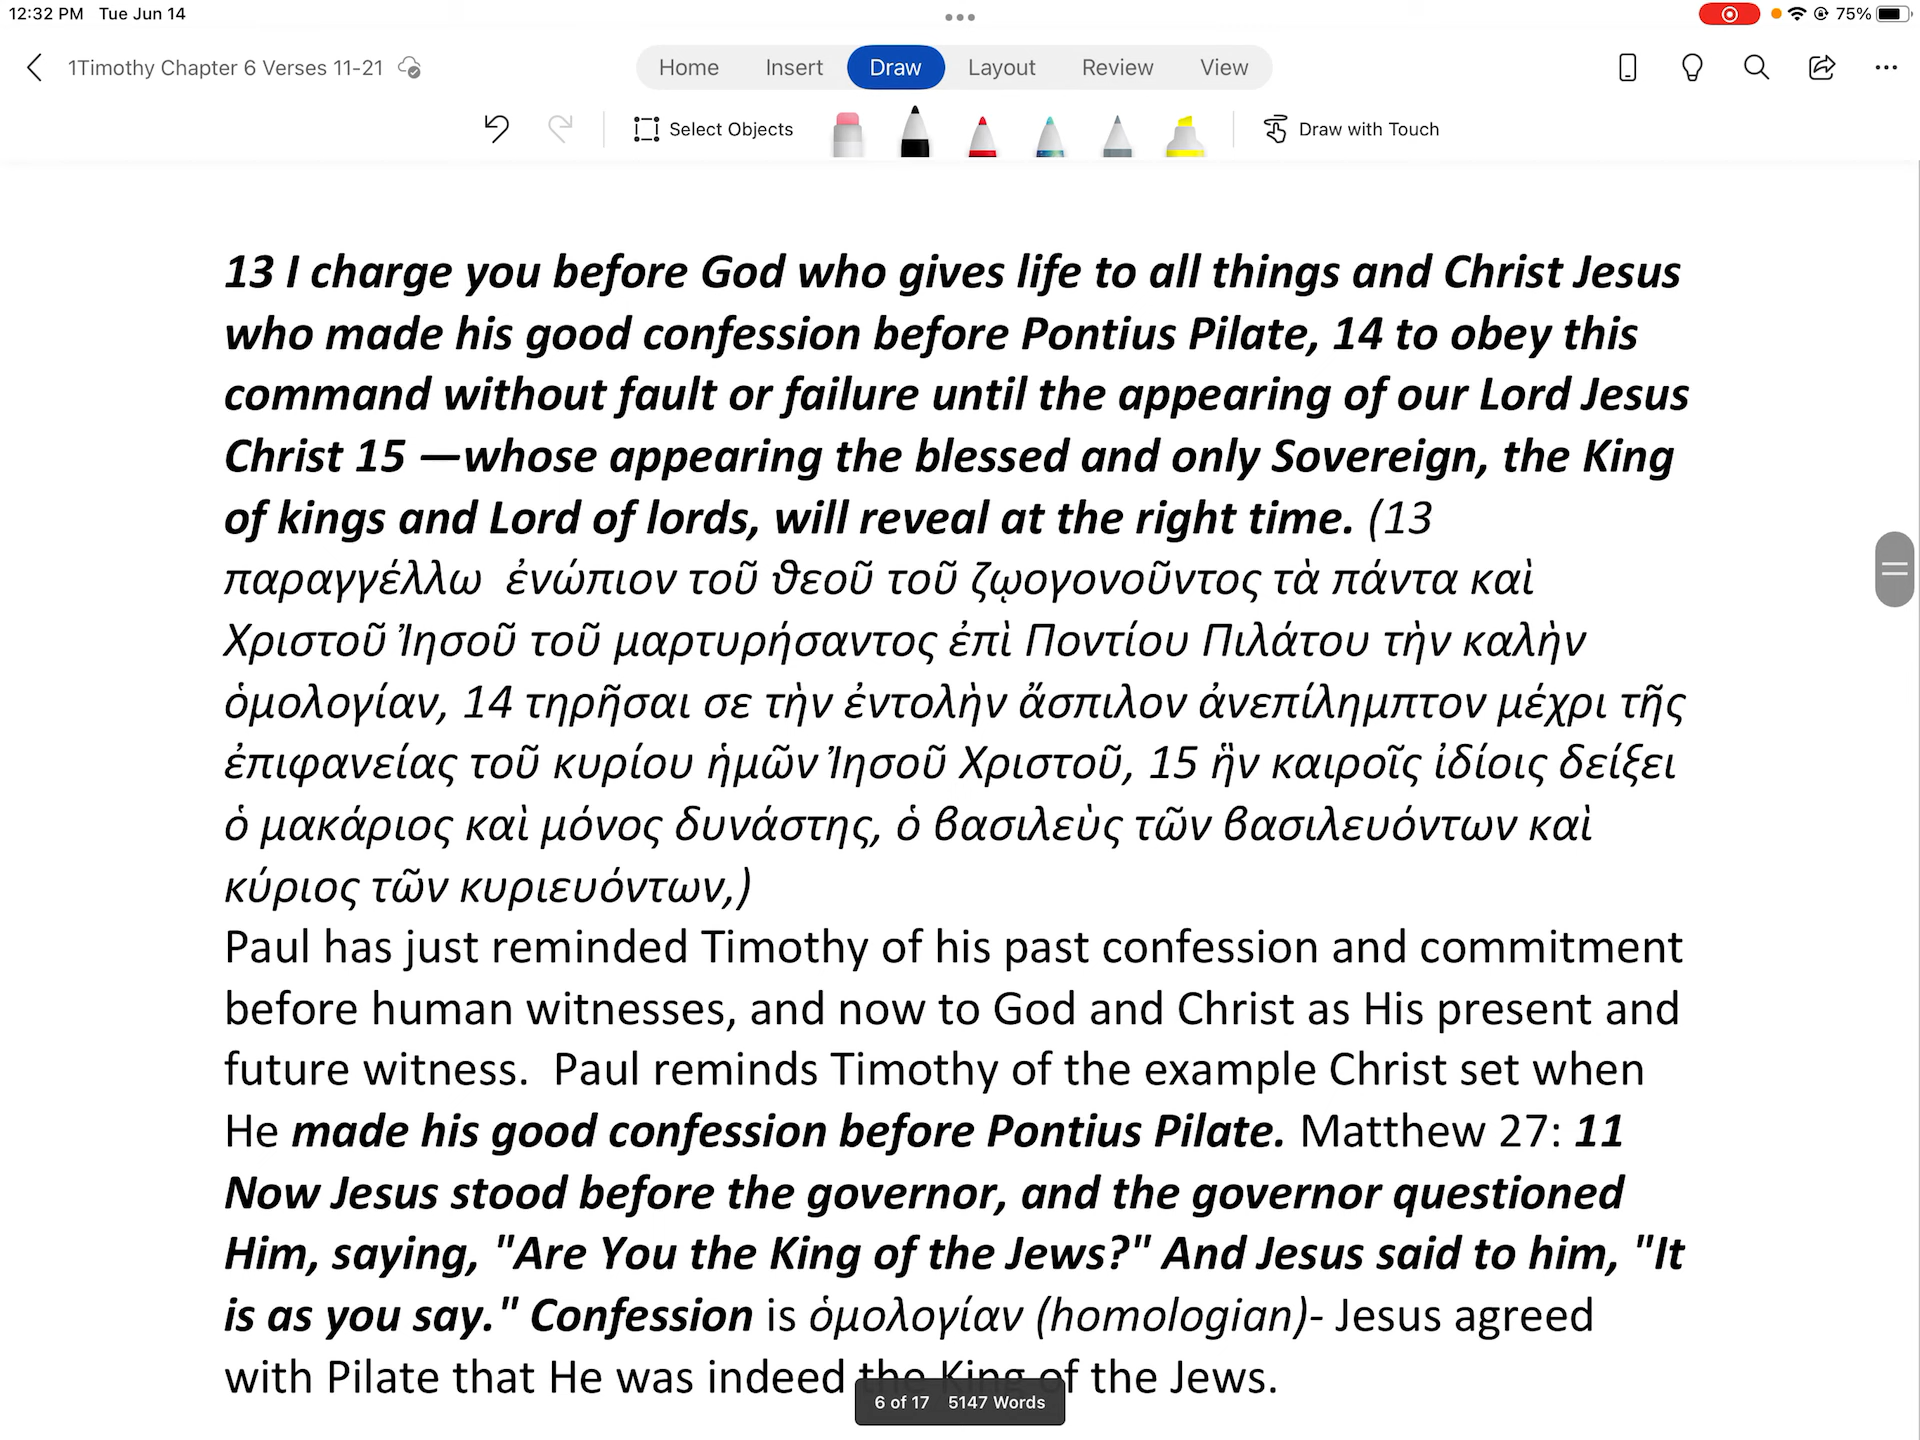 12:32 PM Tue Jun 14 75%
1Timothy Chapter 6 Verses 11-21 Home Insert Draw Layout Review View
Select Objects Draw with Touch
13 I charge you before God who gives life to all things and Christ Jesus
who made his good confession before Pontius Pilate, 14 to obey this
command without fault or failure until the appearing of our Lord Jesus
Christ 15 —whose appearing the blessed and only Sovereign, the King
of kings and Lord of lords, will reveal at the right time. (13
παραγγέλλω ἐνώπιον τοῦ θεοῦ τοῦ ζῳογονοῦντος τὰ πάντα καὶ
Χριστοῦ Ἰησοῦ τοῦ μαρτυρήσαντος ἐπὶ Ποντίου Πιλάτου τὴν καλὴν
ὁμολογίαν, 14 τηρῆσαι σε τὴν ἐντολὴν ἄσπιλον ἀνεπίλημπτον μέχρι τῆς
ἐπιφανείας τοῦ κυρίου ἡμῶν Ἰησοῦ Χριστοῦ, 15 ἣν καιροῖς ἰδίοις δείξει
ὁ μακάριος καὶ μόνος δυνάστης, ὁ βασιλεὺς τῶν βασιλευόντων καὶ
κύριος τῶν κυριευόντων,)
Paul has just reminded Timothy of his past confession and commitment
before human witnesses, and now to God and Christ as His present and
future witness.  Paul reminds Timothy of the example Christ set when
He made his good confession before Pontius Pilate. Matthew 27: 11
Now Jesus stood before the governor, and the governor questioned
Him, saying, "Are You the King of the Jews?" And Jesus said to him, "It
is as you say." Confession is ὁμολογίαν (homologian)- Jesus agreed
with Pilate that He was indeed the King of the Jews.
6 of 17 5147 Words